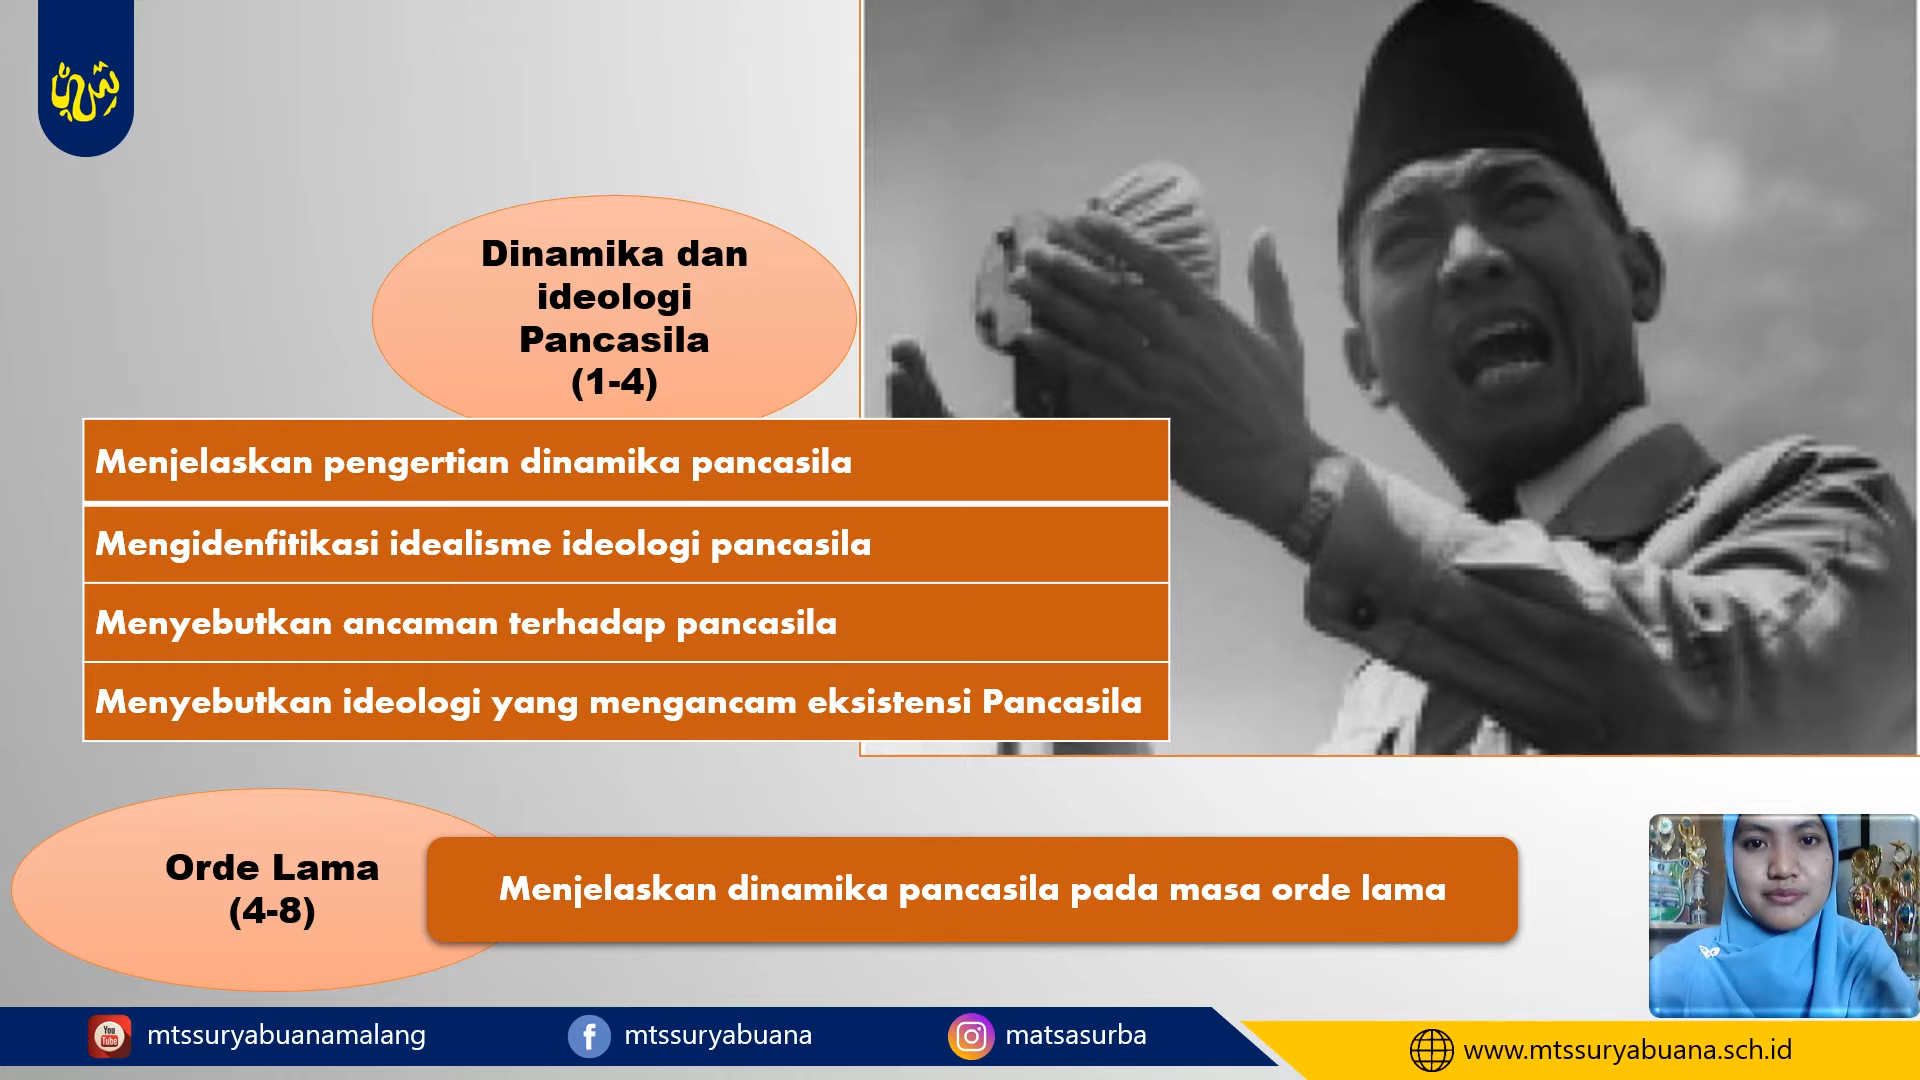 Dinamika dan
ideologi
Pancasila
(1-4)
Menjelaskan pengertian dinamika pancasila
Mengidenfitikasi idealisme ideologi pancasila
Menyebutkan ancaman terhadap pancasila
Menyebutkan ideologi yang mengancam eksistensi Pancasila
Orde Lama
(4-8)
Menjelaskan dinamika pancasila pada masa orde lama
You
Tube
mtssuryabuanamalang
mtssuryabuana
matsasurba
www.mtssuryabuana.sch.id